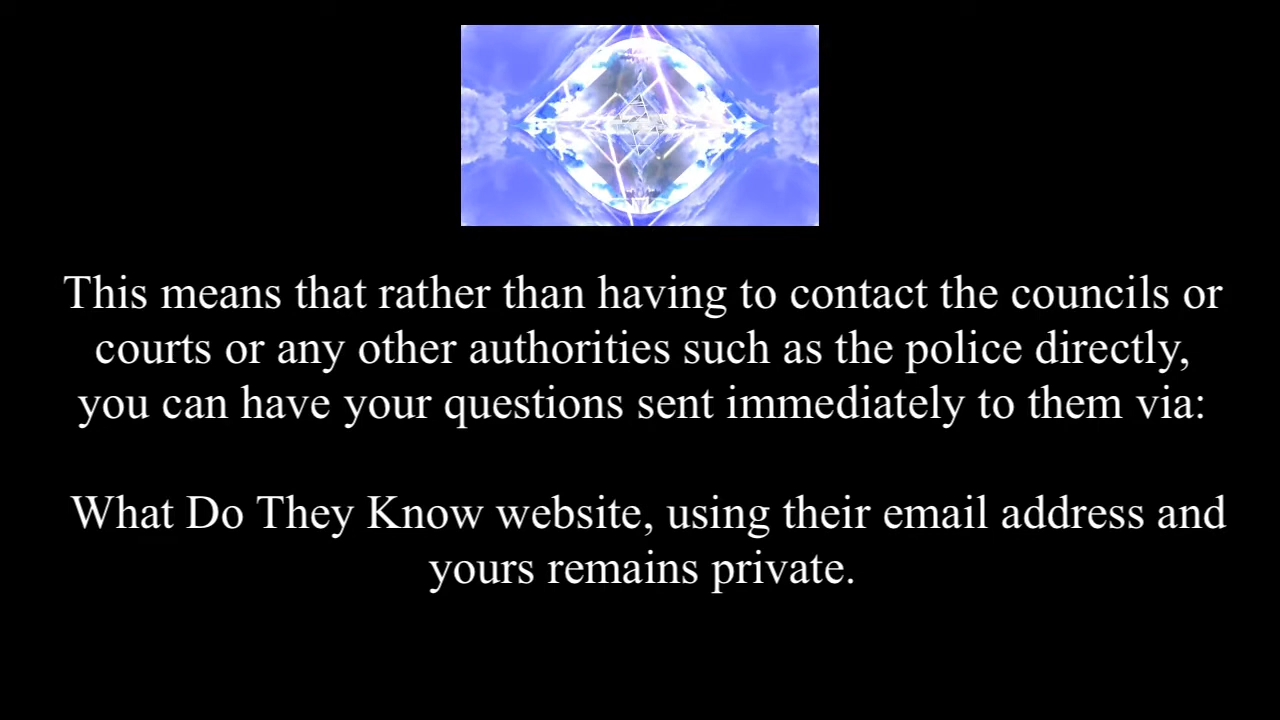 This means that rather than having to contact the councils or
courts or any other authorities such as the police directly,
you can have your questions sent immediately to them via:
What Do They Know website, using their email address and
yours remains private.